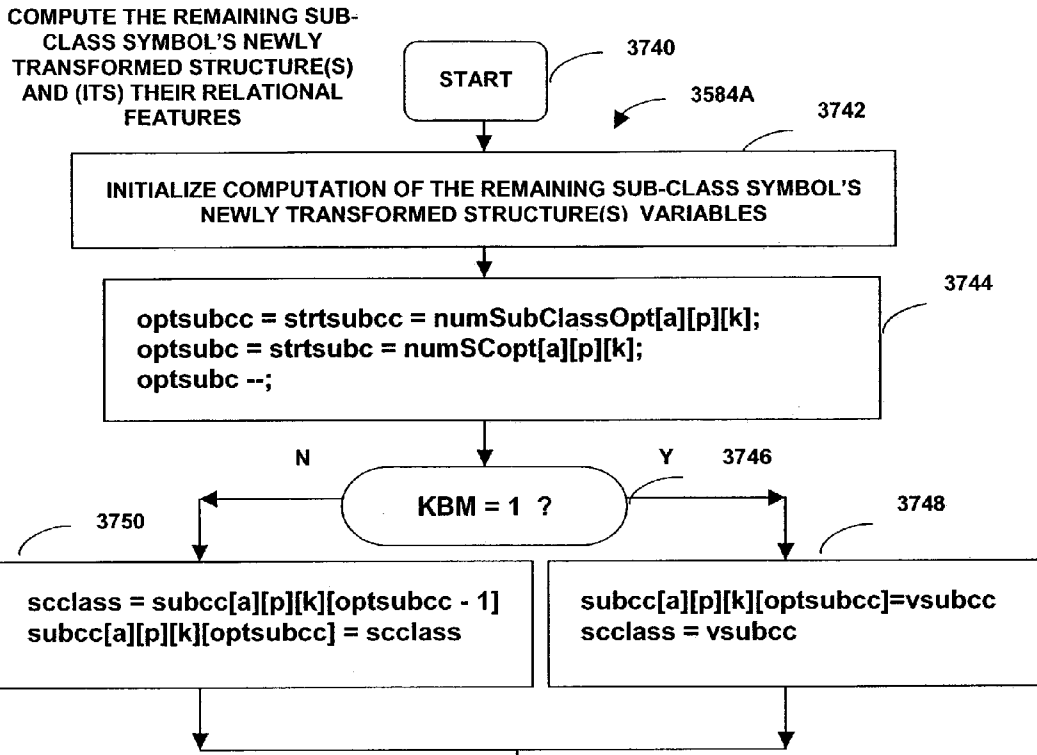 COMPUTE THE REMAINING SUB-
CLASS SYMBOL'S NEWLY
TRANSFORMED STRUCTURE(S)
AND (ITS) THEIR RELATIONAL
FEATURES
START
3740
3584A
3742
INITIALIZE COMPUTATION OF THE REMAINING SUB-CLASS SYMBOL'S
NEWLY TRANSFORMED STRUCTURE(S) VARIABLES
3744
optsubcc = strtsubcc = numSubClassOpt[a][p][k];
optsubc = strtsubc = numSCopt[a][p][k];
optsubc --;
N
Y
3746
KBM = 1 ?
3750
3748
scclass = subcc[a][p][k][optsubcc - 1]
subcc[a][p][k][optsubcc] = scclass
subcc[a][p][k][optsubcc]=vsubcc
scclass = vsubcc